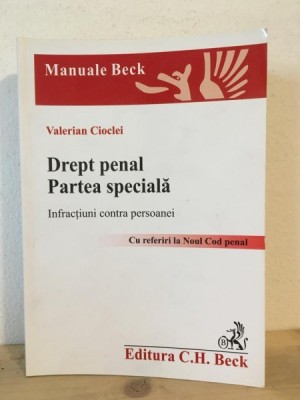 Manuale Beck
Valerian Cioclei
Drept penal
Partea specială
Infracțiuni contra persoanei
Cu referiri la Noul Cod penal
B
Editura C.H. Beck